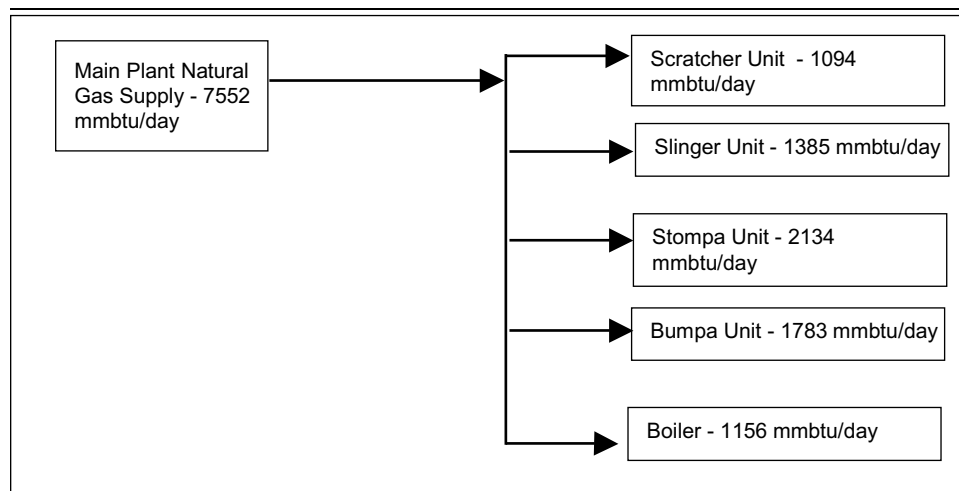 Main Plant Natural
Gas Supply - 7552
mmbtu/day
Scratcher Unit - 1094
mmbtu/day
Slinger Unit - 1385 mmbtu/day
Stompa Unit - 2134
mmbtu/day
Bumpa Unit - 1783 mmbtu/day
Boiler - 1156 mmbtu/day